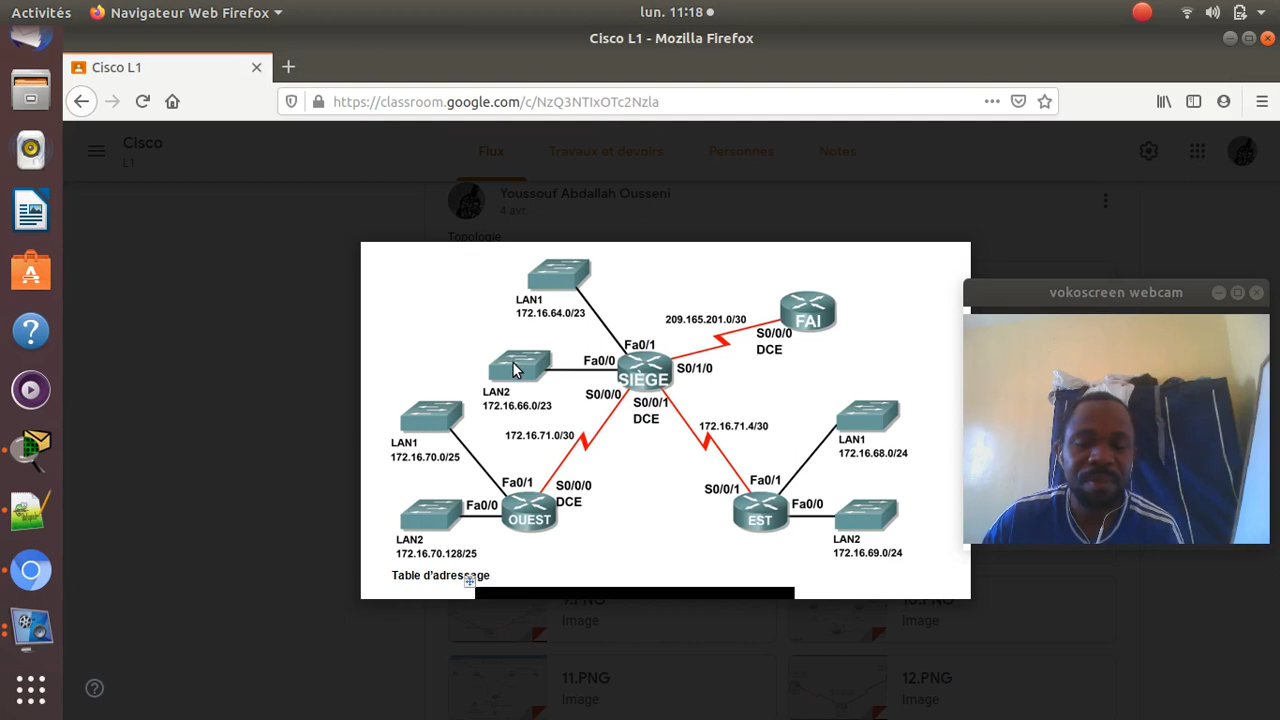 Activités
Navigateur Web Firefox
lun. 11:18
Cisco L1 - Mozilla Firefox
Cisco L1
https://classroom.google.com/c/NzQ3NTIxOTc2Nzla
Cisco
L1
Flux
Travaux et devoirs
Personnes
Notes
Youssouf Abdallah Ousseni
4 avr.
Topologie
LAN1
172.16.64.0/23
209.165.201.0/30
FAI
S0/0/0
DCE
Fa0/1
Fa0/0
SIEGE
S0/1/0
LAN2
172.16.66.0/23
S0/0/0
S0/0/1
DCE
LAN1
172.16.70.0/25
172.16.71.0/30
172.16.71.4/30
LAN1
172.16.68.0/24
Fa0/1
S0/0/0
DCE
Fa0/0
OUEST
S0/0/1
Fa0/1
Fa0/0
EST
LAN2
172.16.70.128/25
LAN2
172.16.69.0/24
Table d'adressage
vokoscreen webcam
9.PNG
Image
10.PNG
Image
11.PNG
Image
12.PNG
Image